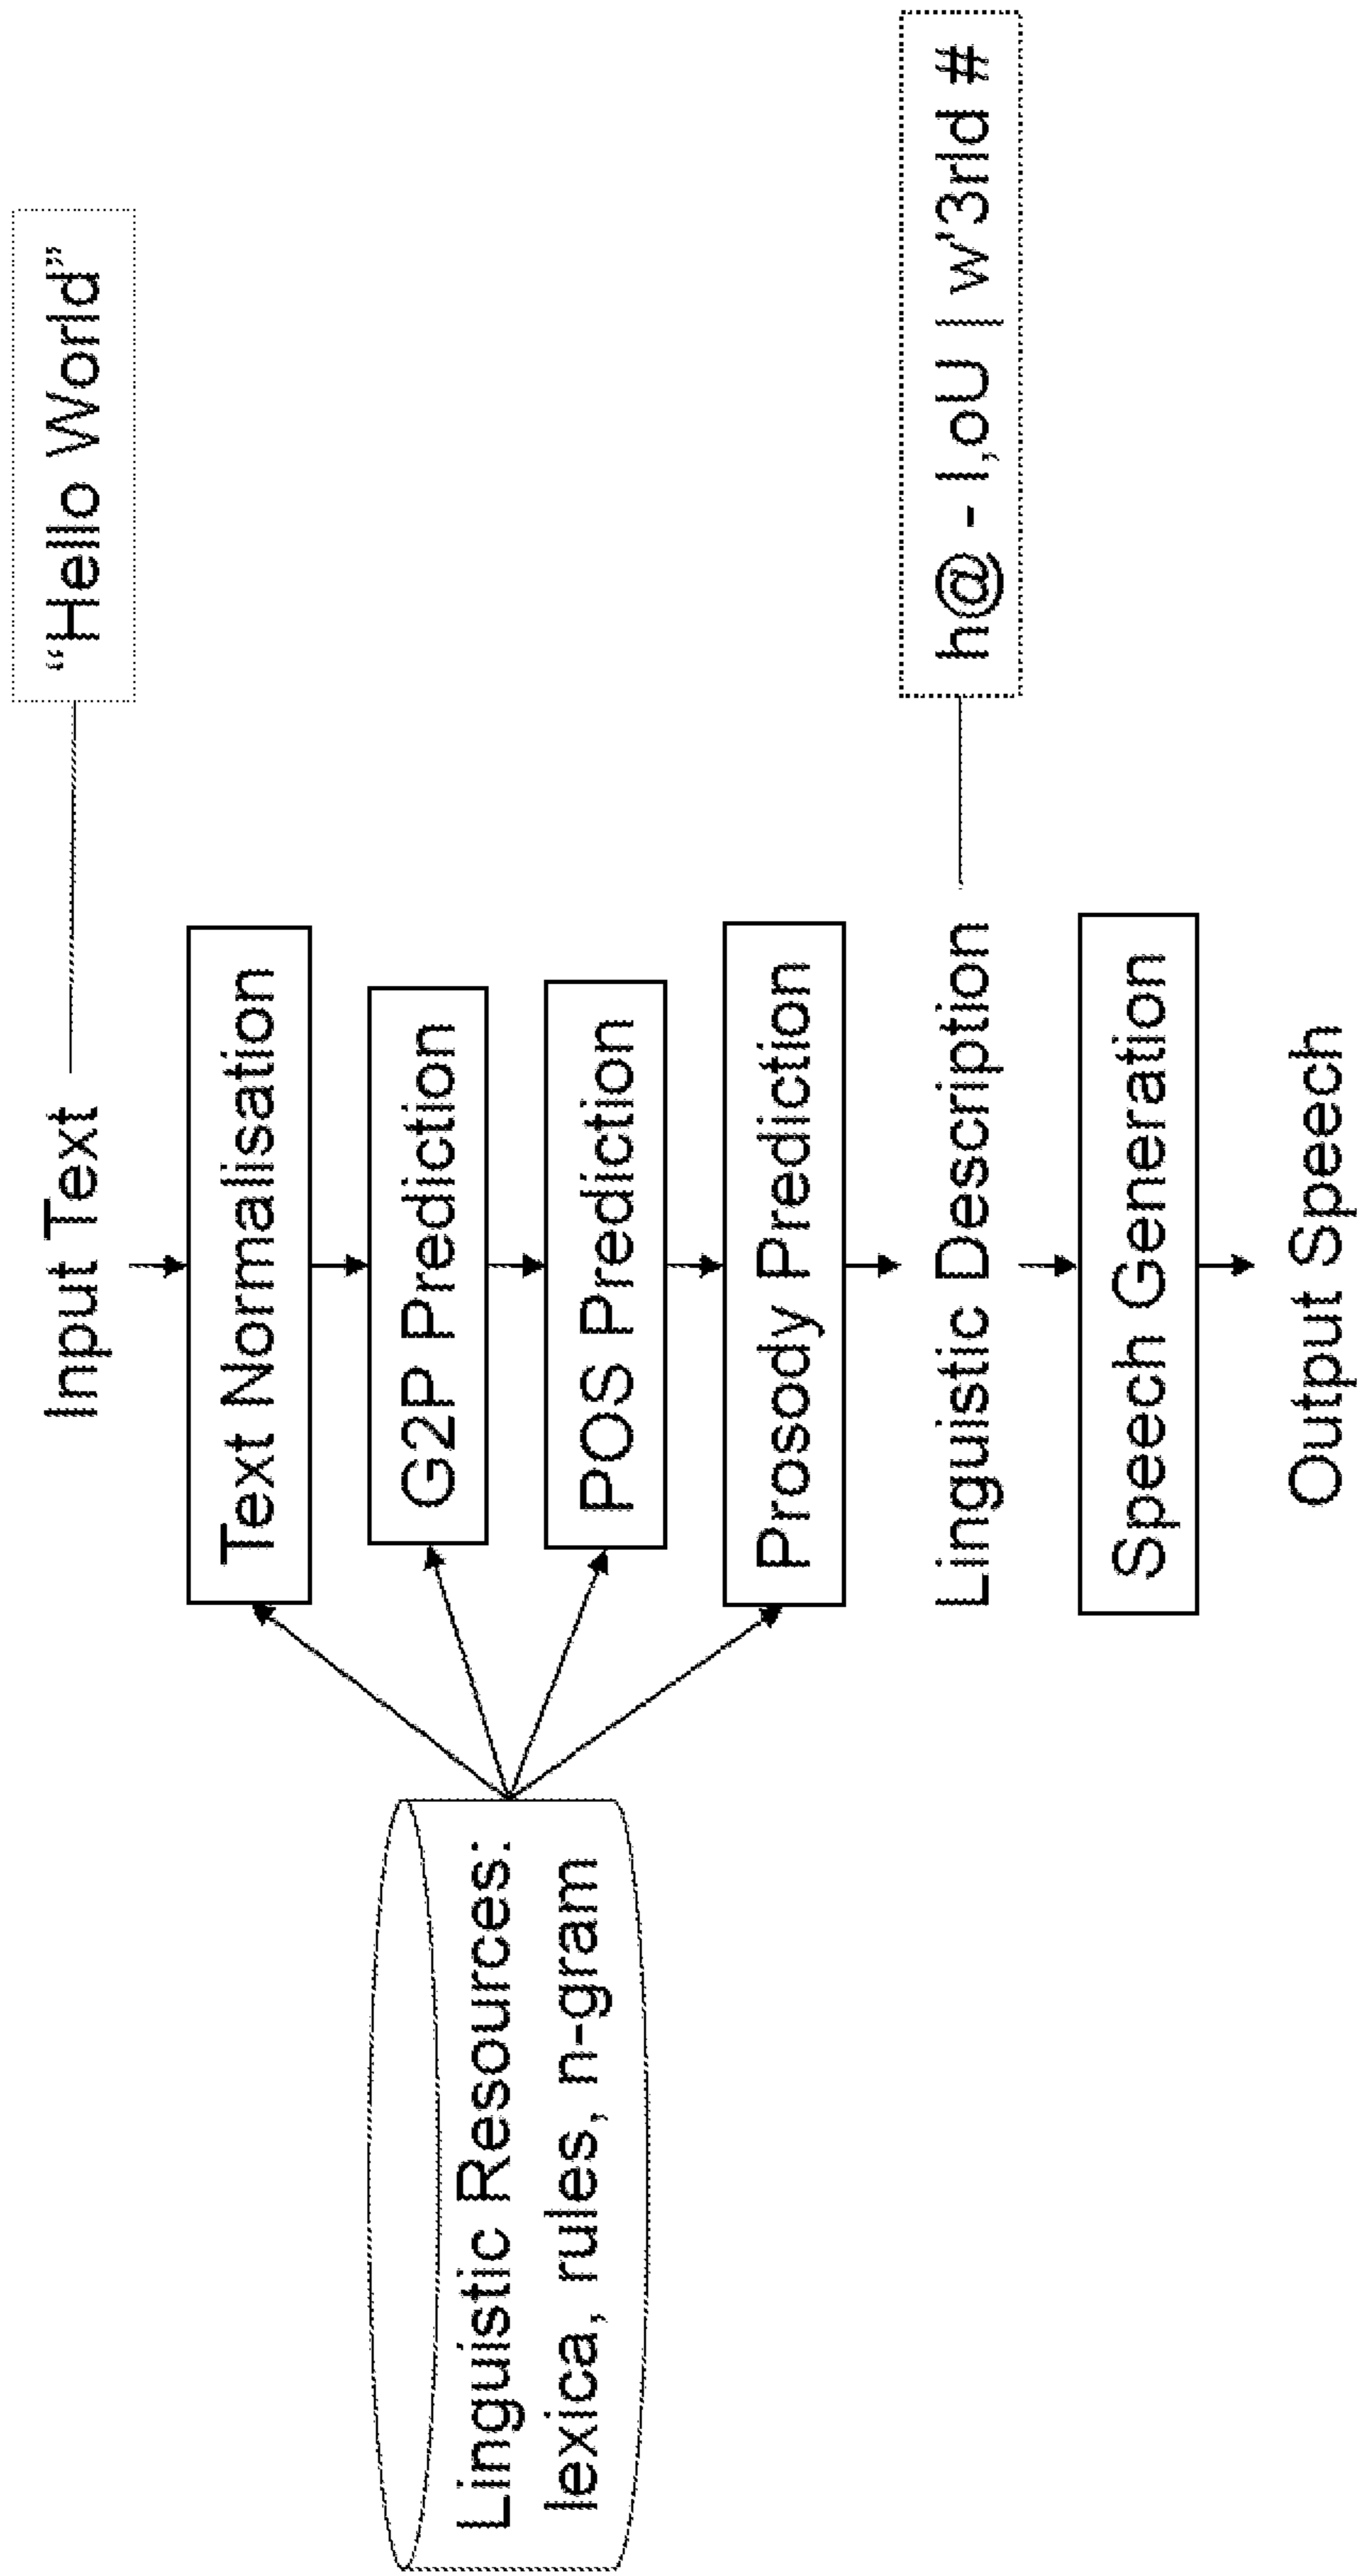 Input Text
“Hello World”
Text Normalisation
G2P Prediction
POS Prediction
Prosody Prediction
Linguistic Resources:
lexica, rules, n-gram
Linguistic Description
h@ - l,oU | w'3rld #
Speech Generation
Output Speech